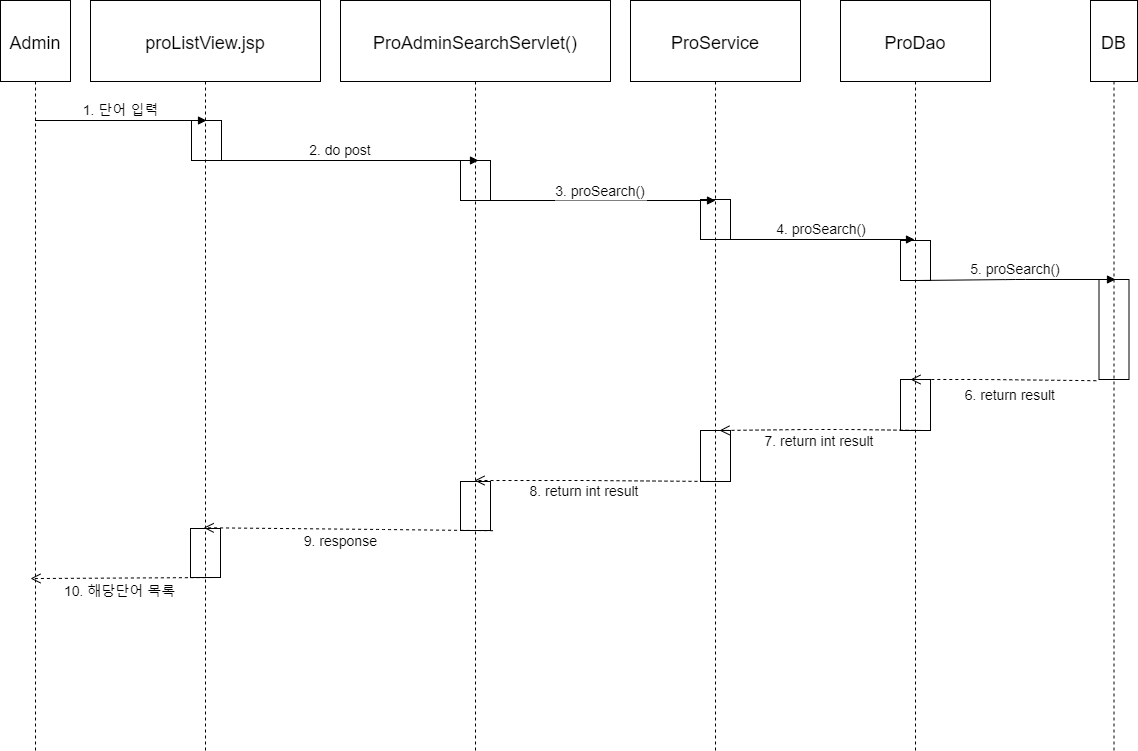 Admin
proListView.jsp
ProAdminSearchServlet()
ProService
ProDao
DB
1. 단어 입력
2. do post
3. proSearch()
4. proSearch()
5. proSearch()
6. return result
7. return int result
8. return int result
9. response
10. 해당단어 목록